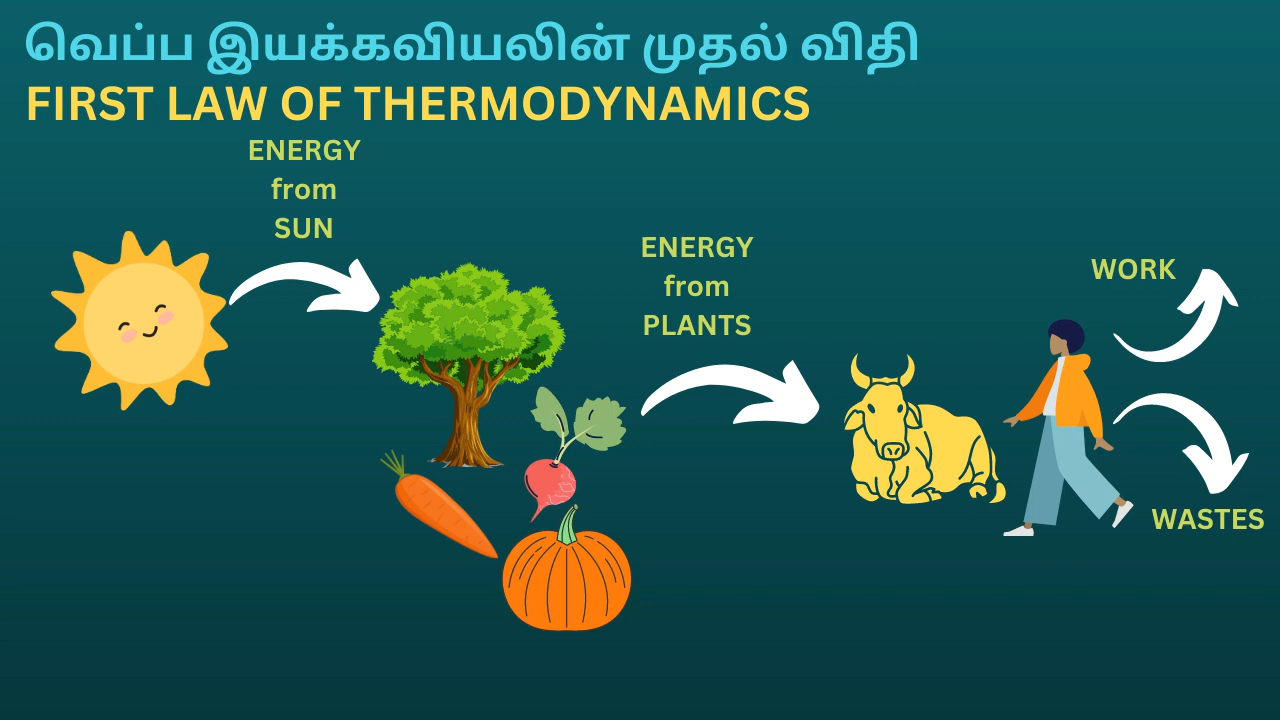 வெப்ப இயக்கவியலின் முதல் விதி
FIRST LAW OF THERMODYNAMICS
ENERGY
from
SUN
ENERGY
from
PLANTS
WORK
WASTES